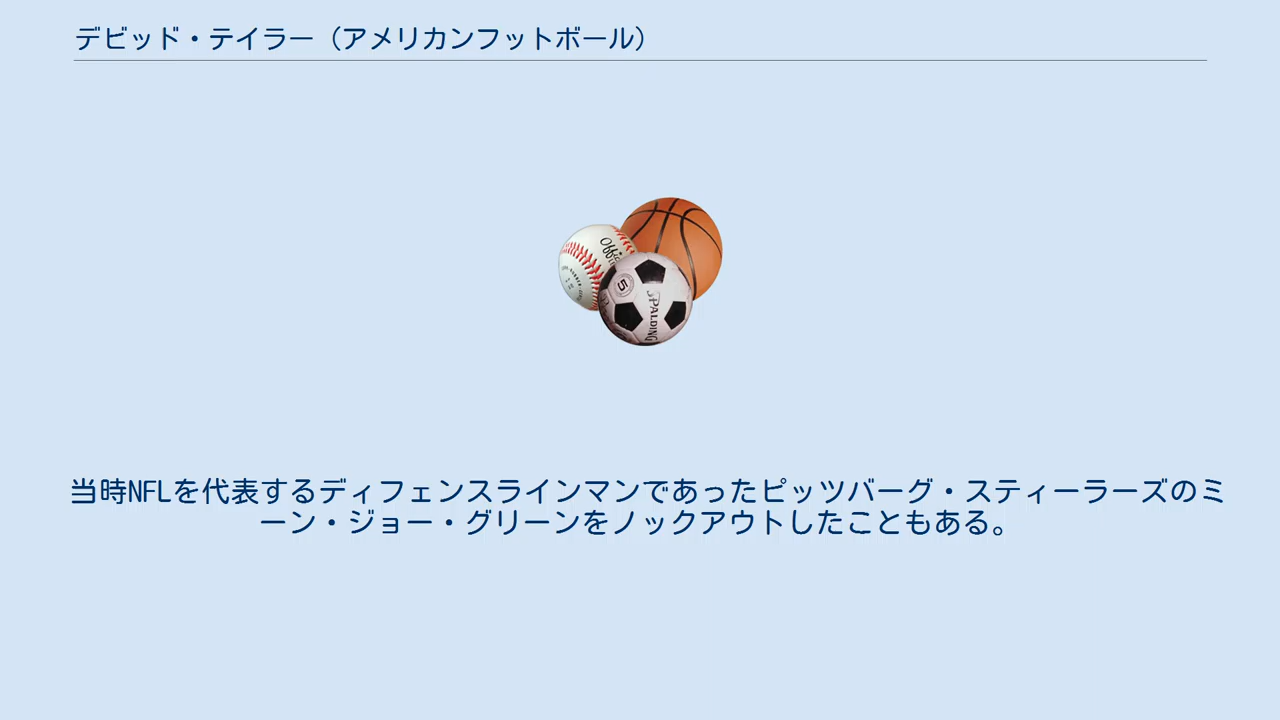 デビッド・テイラー（アメリカンフットボール）
Offici
5
SPALDING
当時NFLを代表するディフェンスラインマンであったピッツバーグ・スティーラーズのミ
ーン・ジョー・グリーンをノックアウトしたこともある。